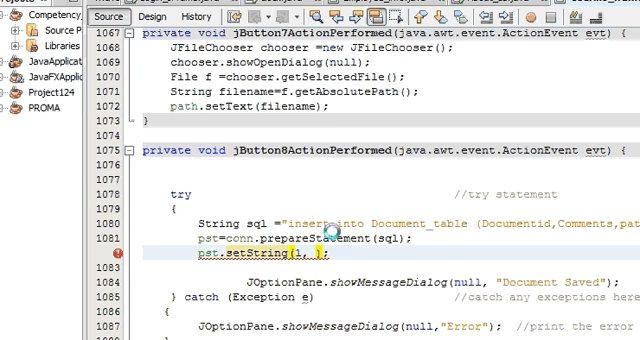 Competency_
Source P
Libraries
JavaApplicat
JavaFXApplic
Project124
PROMA
Source Design History
1067 private void jButton7ActionPerformed(java.awt.event.ActionEvent evt) {
1068 JFileChooser chooser =new JFileChooser();
1069 chooser.showOpenDialog(null);
1070 File f =chooser.getSelectedFile();
1071 String filename=f.getAbsolutePath();
1072 path.setText(filename);
1073 }
1074
1075 private void jButton8ActionPerformed(java.awt.event.ActionEvent evt) {
1078 try //try statement
1079 {
1080 String sql ="insert into Document_table (Documentid,Comments,pat
1081 pst=conn.prepareStatement(sql);
pst.setString(1, );
1083
1084 JOptionPane.showMessageDialog(null, "Document Saved");
1085 } catch (Exception e) //catch any exceptions here
1086 {
1087 JOptionPane.showMessageDialog(null,"Error"); //print the error
1088 }